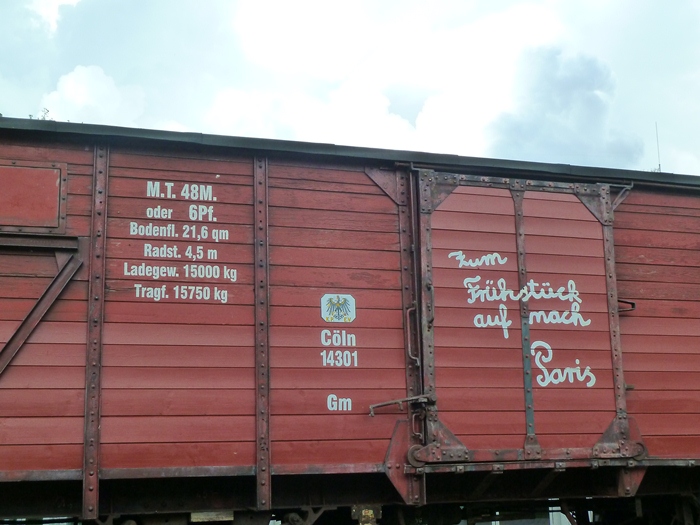 M.T. 48M.
oder 6Pf.
Bodenfl. 21,6 qm
Radst. 4,5 m
Ladegew. 15000 kg
Tragf. 15750 kg
Cöln
14301
Gm
zum
Frühstück
auf nach
Paris